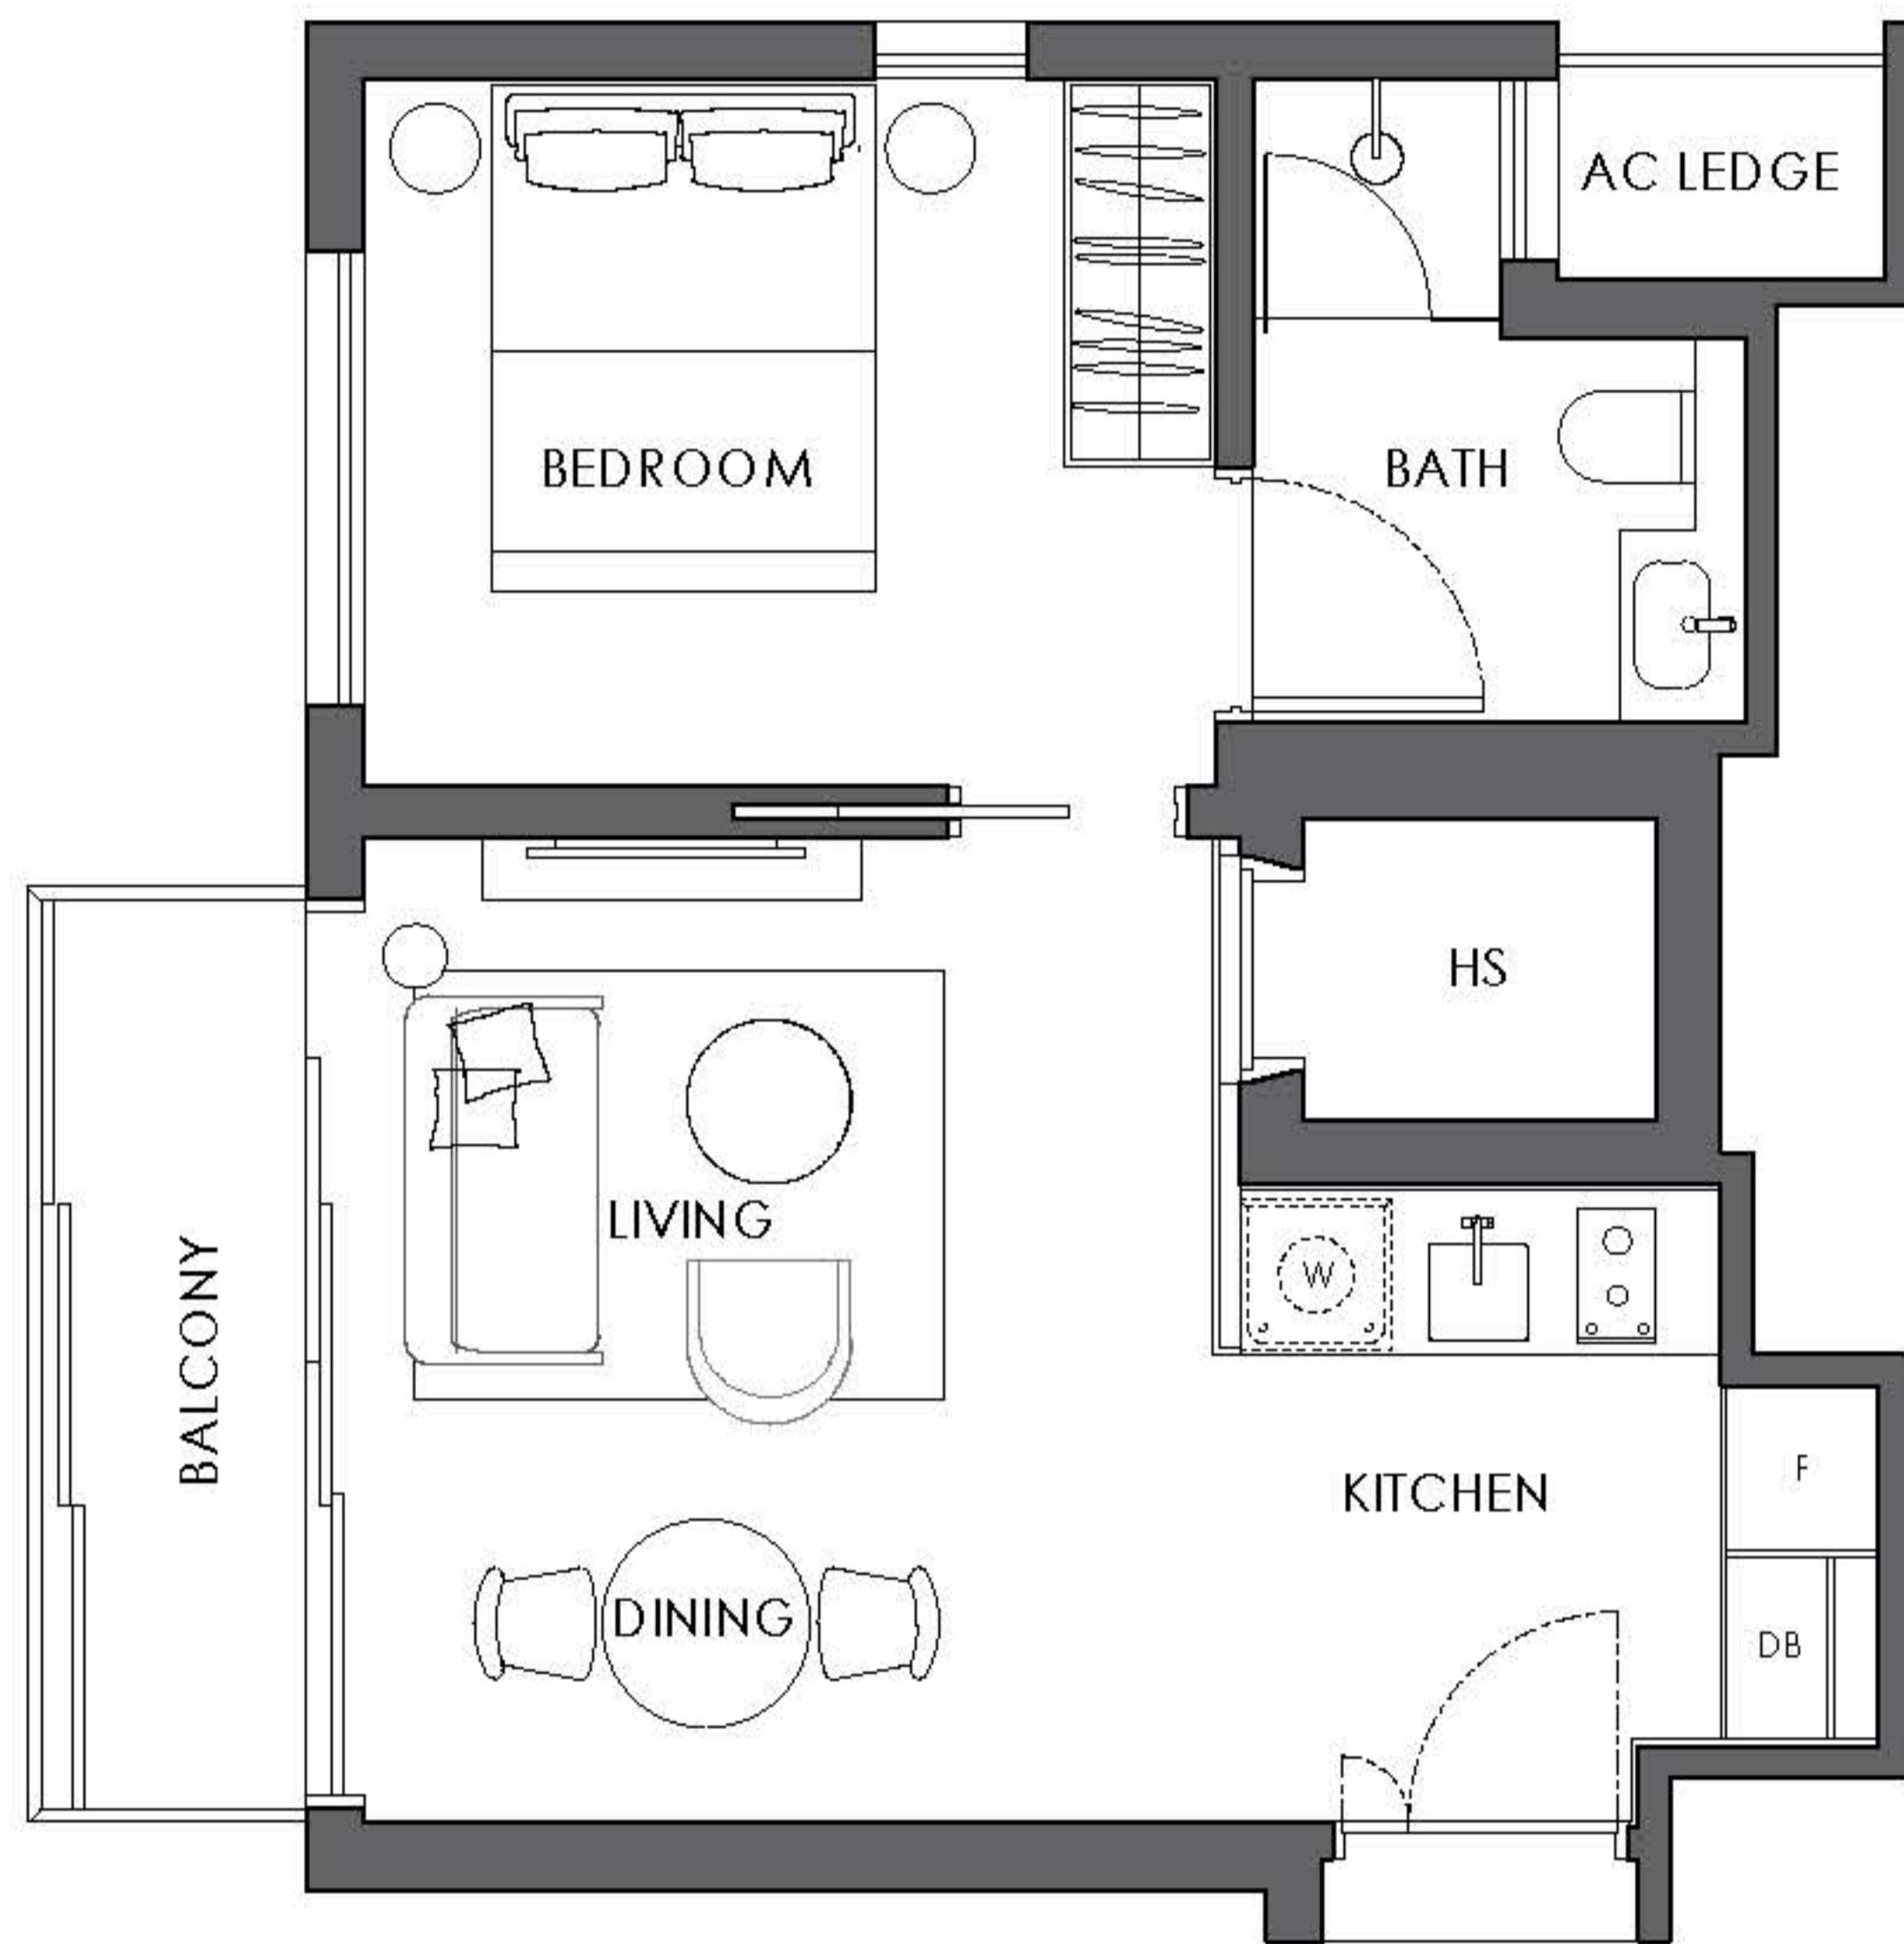 AC LEDGE
BEDROOM
BATH
HS
LIVING
W
BALCONY
KITCHEN
F
DINING
DB